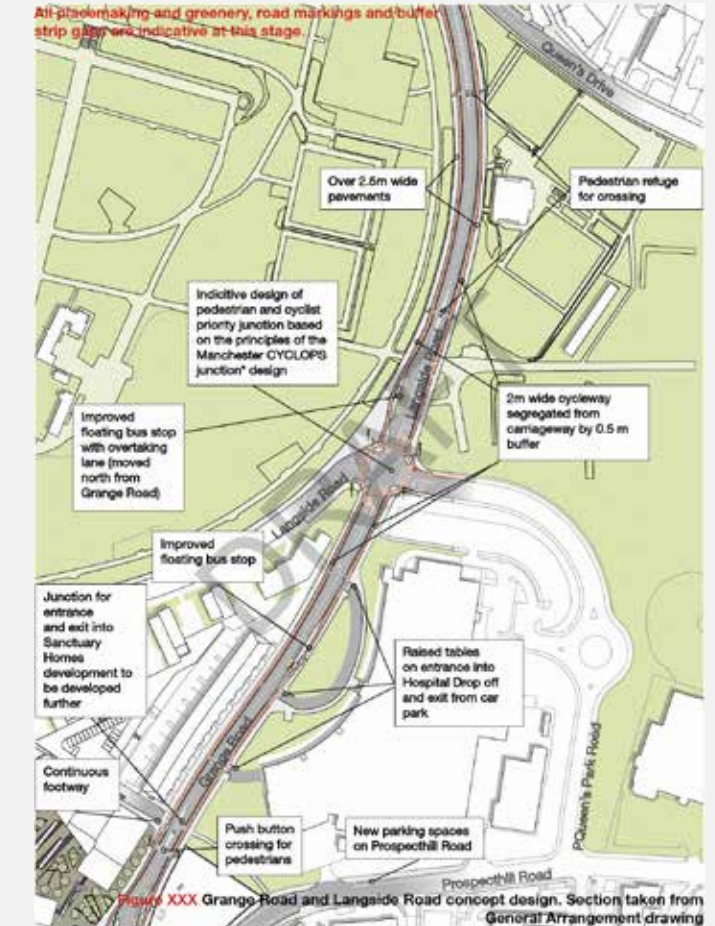 All placemaking and greenery, road markings and buffer
strip gaps are indicative at this stage.
Queen's Drive
Over 2.5m wide
pavements
Pedestrian refuge
for crossing
Indicitive design of
pedestrian and cyclist
priority junction based
on the principles of the
Manchester CYCLOPS
junction* design
Langside Road
2m wide cycleway
segregated from
carriageway by 0.5 m
buffer
Improved
floating bus stop
with overtaking
lane (moved
north from
Grange Road)
Langside Road
DRAFT
Improved
floating bus stop
Junction for
entrance
and exit into
Sanctuary
Homes
development to
be developed
further
Raised tables
on entrance into
Hospital Drop off
and exit from car
park
Grange Road
Queen's Park Road
Continuous
footway
Push button
crossing for
pedestrians
New parking spaces
on Prospecthill Road
Prospecthill Road
Figure XXX Grange Road and Langside Road concept design. Section taken from
General Arrangement drawing